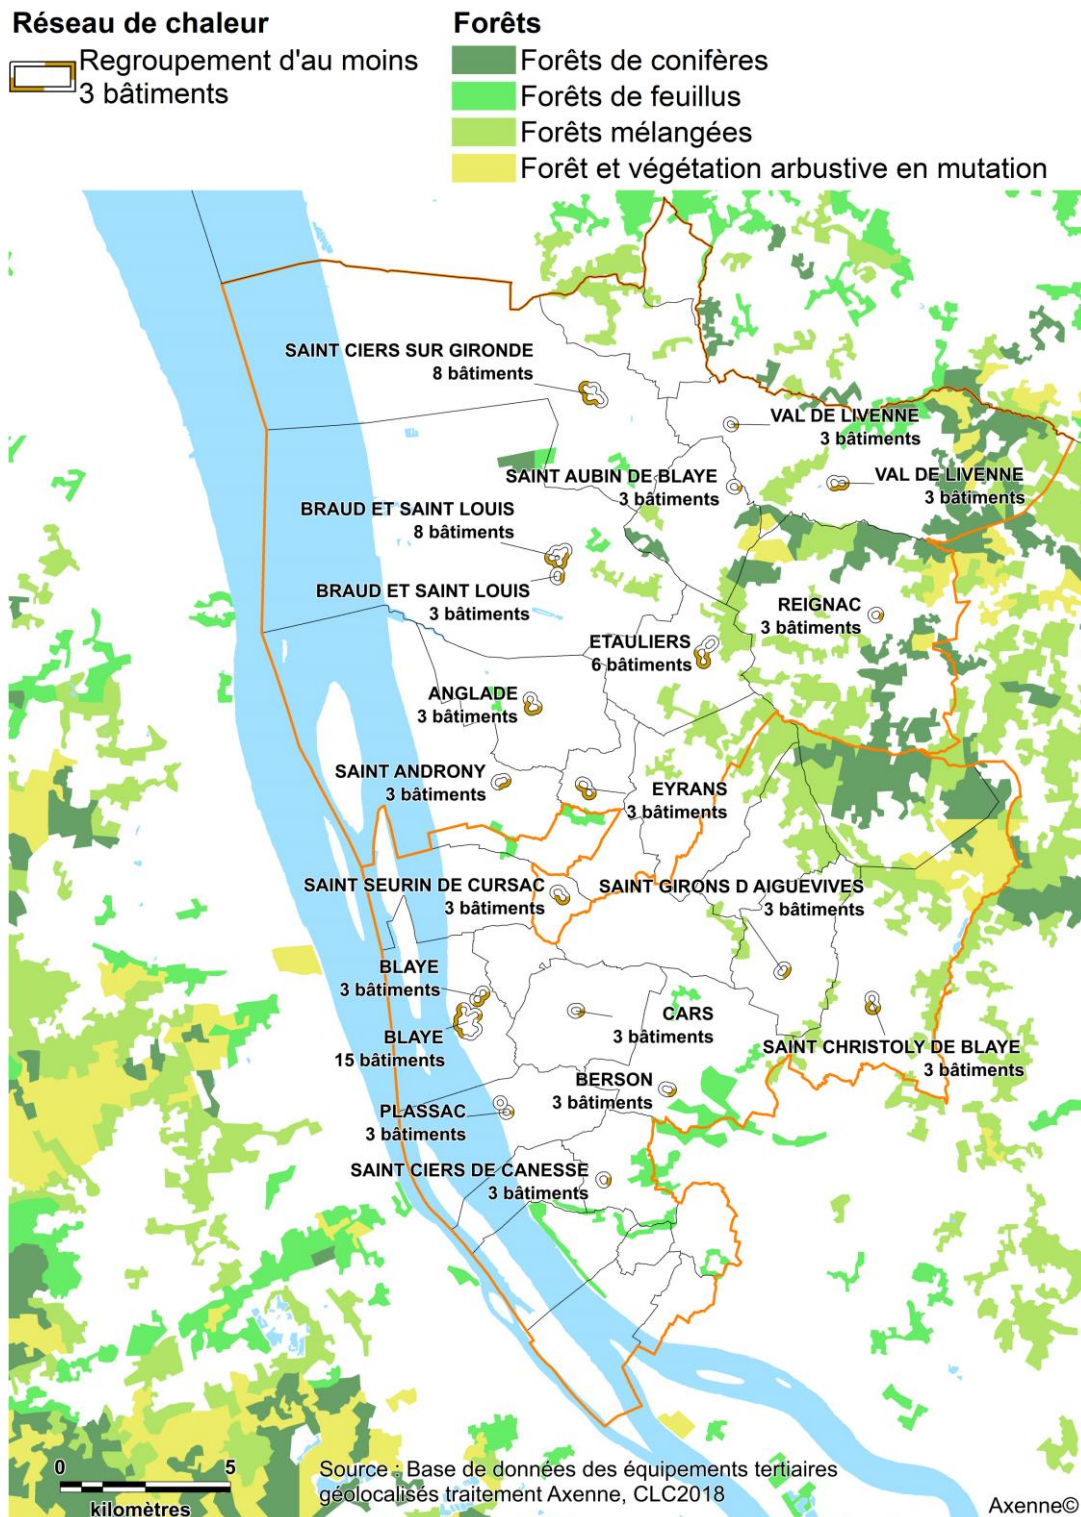 Réseau de chaleur
Regroupement d'au moins
3 bâtiments
Forêts
Forêts de conifères
Forêts de feuillus
Forêts mélangées
Forêt et végétation arbustive en mutation
SAINT CIERS SUR GIRONDE
8 bâtiments
VAL DE LIVENNE
3 bâtiments
SAINT AUBIN DE BLAYE
3 bâtiments
VAL DE LIVENNE
3 bâtiments
BRAUD ET SAINT LOUIS
8 bâtiments
BRAUD ET SAINT LOUIS
3 bâtiments
REIGNAC
3 bâtiments
ETAULIERS
6 bâtiments
ANGLADE
3 bâtiments
SAINT ANDRONY
3 bâtiments
EYRANS
3 bâtiments
SAINT SEURIN DE CURSAC
3 bâtiments
SAINT GIRONS D AIGUEVIVES
3 bâtiments
BLAYE
3 bâtiments
BLAYE
15 bâtiments
CARS
3 bâtiments
SAINT CHRISTOLY DE BLAYE
3 bâtiments
BERSON
3 bâtiments
PLASSAC
3 bâtiments
SAINT CIERS DE CANESSE
3 bâtiments
0 5
kilomètres
Source : Base de données des équipements tertiaires
géolocalisés traitement Axenne, CLC2018
Axenne©